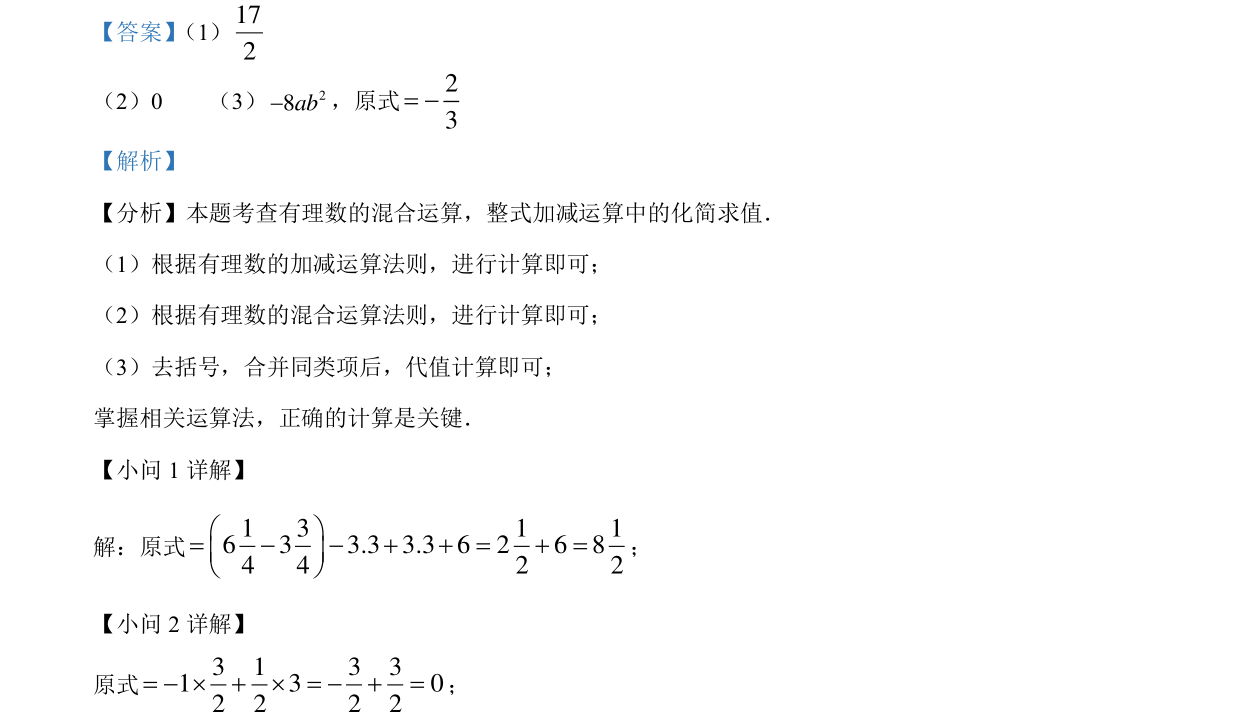 【答案】（1）17/2
（2）0 （3）−8ab²，原式=−2/3
【解析】
【分析】本题考查有理数的混合运算，整式加减运算中的化简求值．
（1）根据有理数的加减运算法则，进行计算即可；
（2）根据有理数的混合运算法则，进行计算即可；
（3）去括号，合并同类项后，代值计算即可；
掌握相关运算法，正确的计算是关键．
【小问 1 详解】
解：原式=(6 1/4−3 3/4)−3.3+3.3+6=2 1/2+6=8 1/2；
【小问 2 详解】
原式=−1×3/2+1/2×3=−3/2+3/2=0；